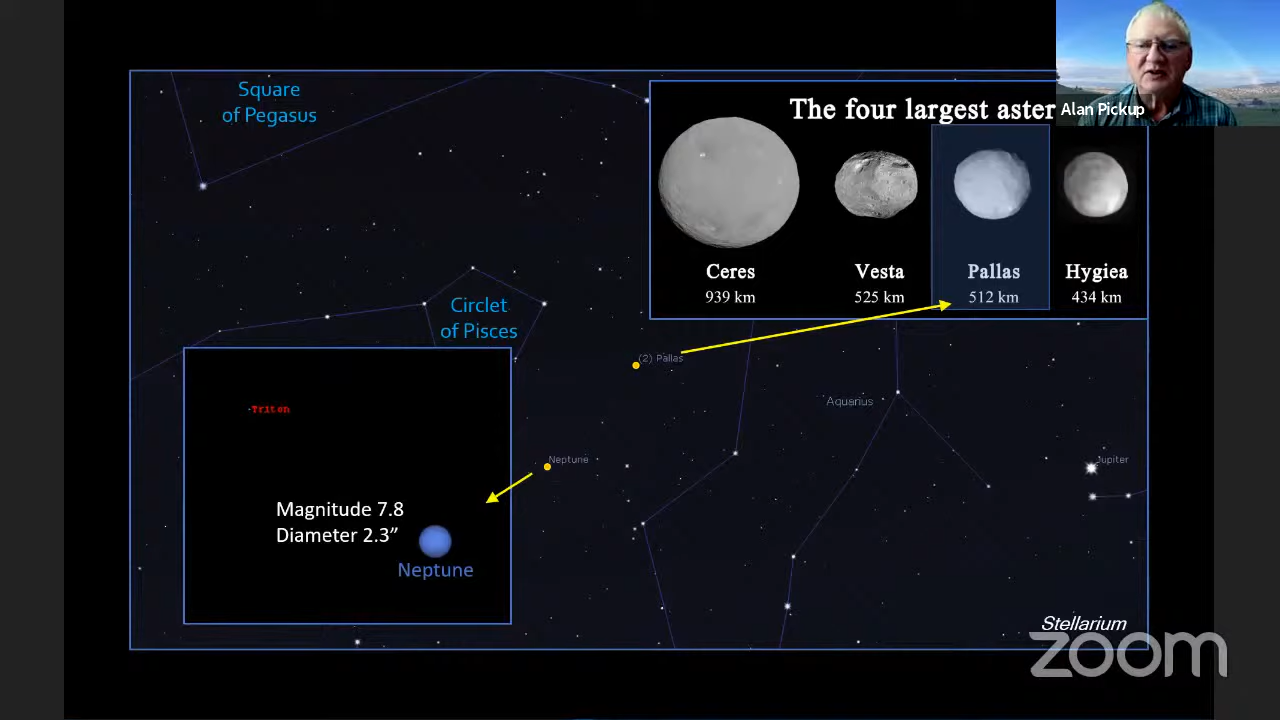 Square
of Pegasus
The four largest aster
Alan Pickup
Ceres
939 km
Vesta
525 km
Pallas
512 km
Hygiea
434 km
Circlet
of Pisces
(2) Pallas
Aquarius
Triton
Neptune
Jupiter
Magnitude 7.8
Diameter 2.3”
Neptune
Stellarium
zoom